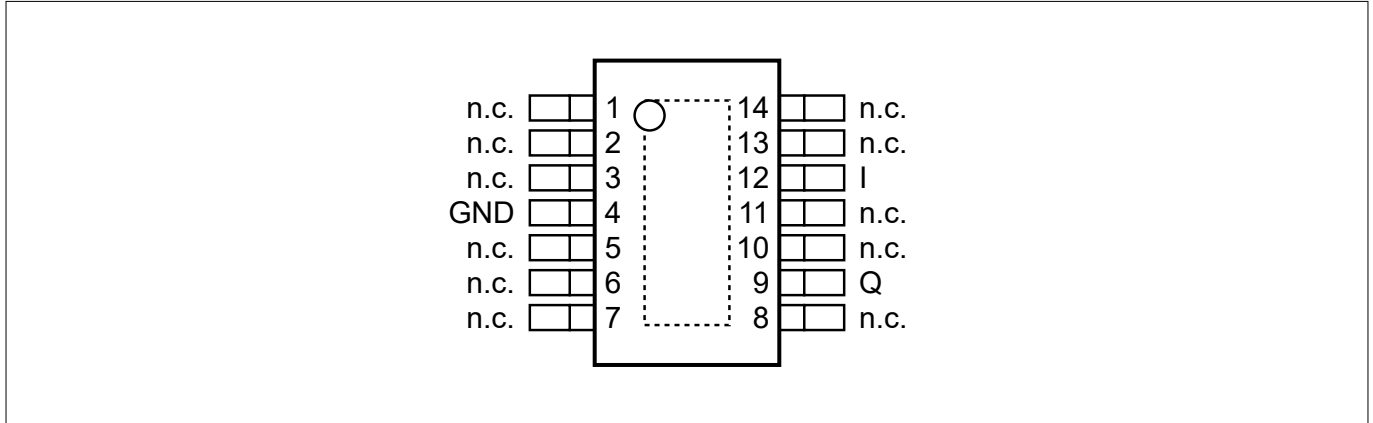 n.c. 1 14 n.c.
n.c. 2 13 n.c.
n.c. 3 12 I
GND 4 11 n.c.
n.c. 5 10 n.c.
n.c. 6 9 Q
n.c. 7 8 n.c.